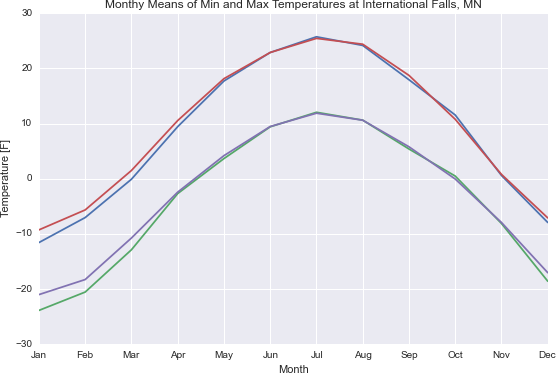 Monthy Means of Min and Max Temperatures at International Falls, MN
Temperature [F]
30
20
10
0
−10
−20
−30
Jan Feb Mar Apr May Jun Jul Aug Sep Oct Nov Dec
Month